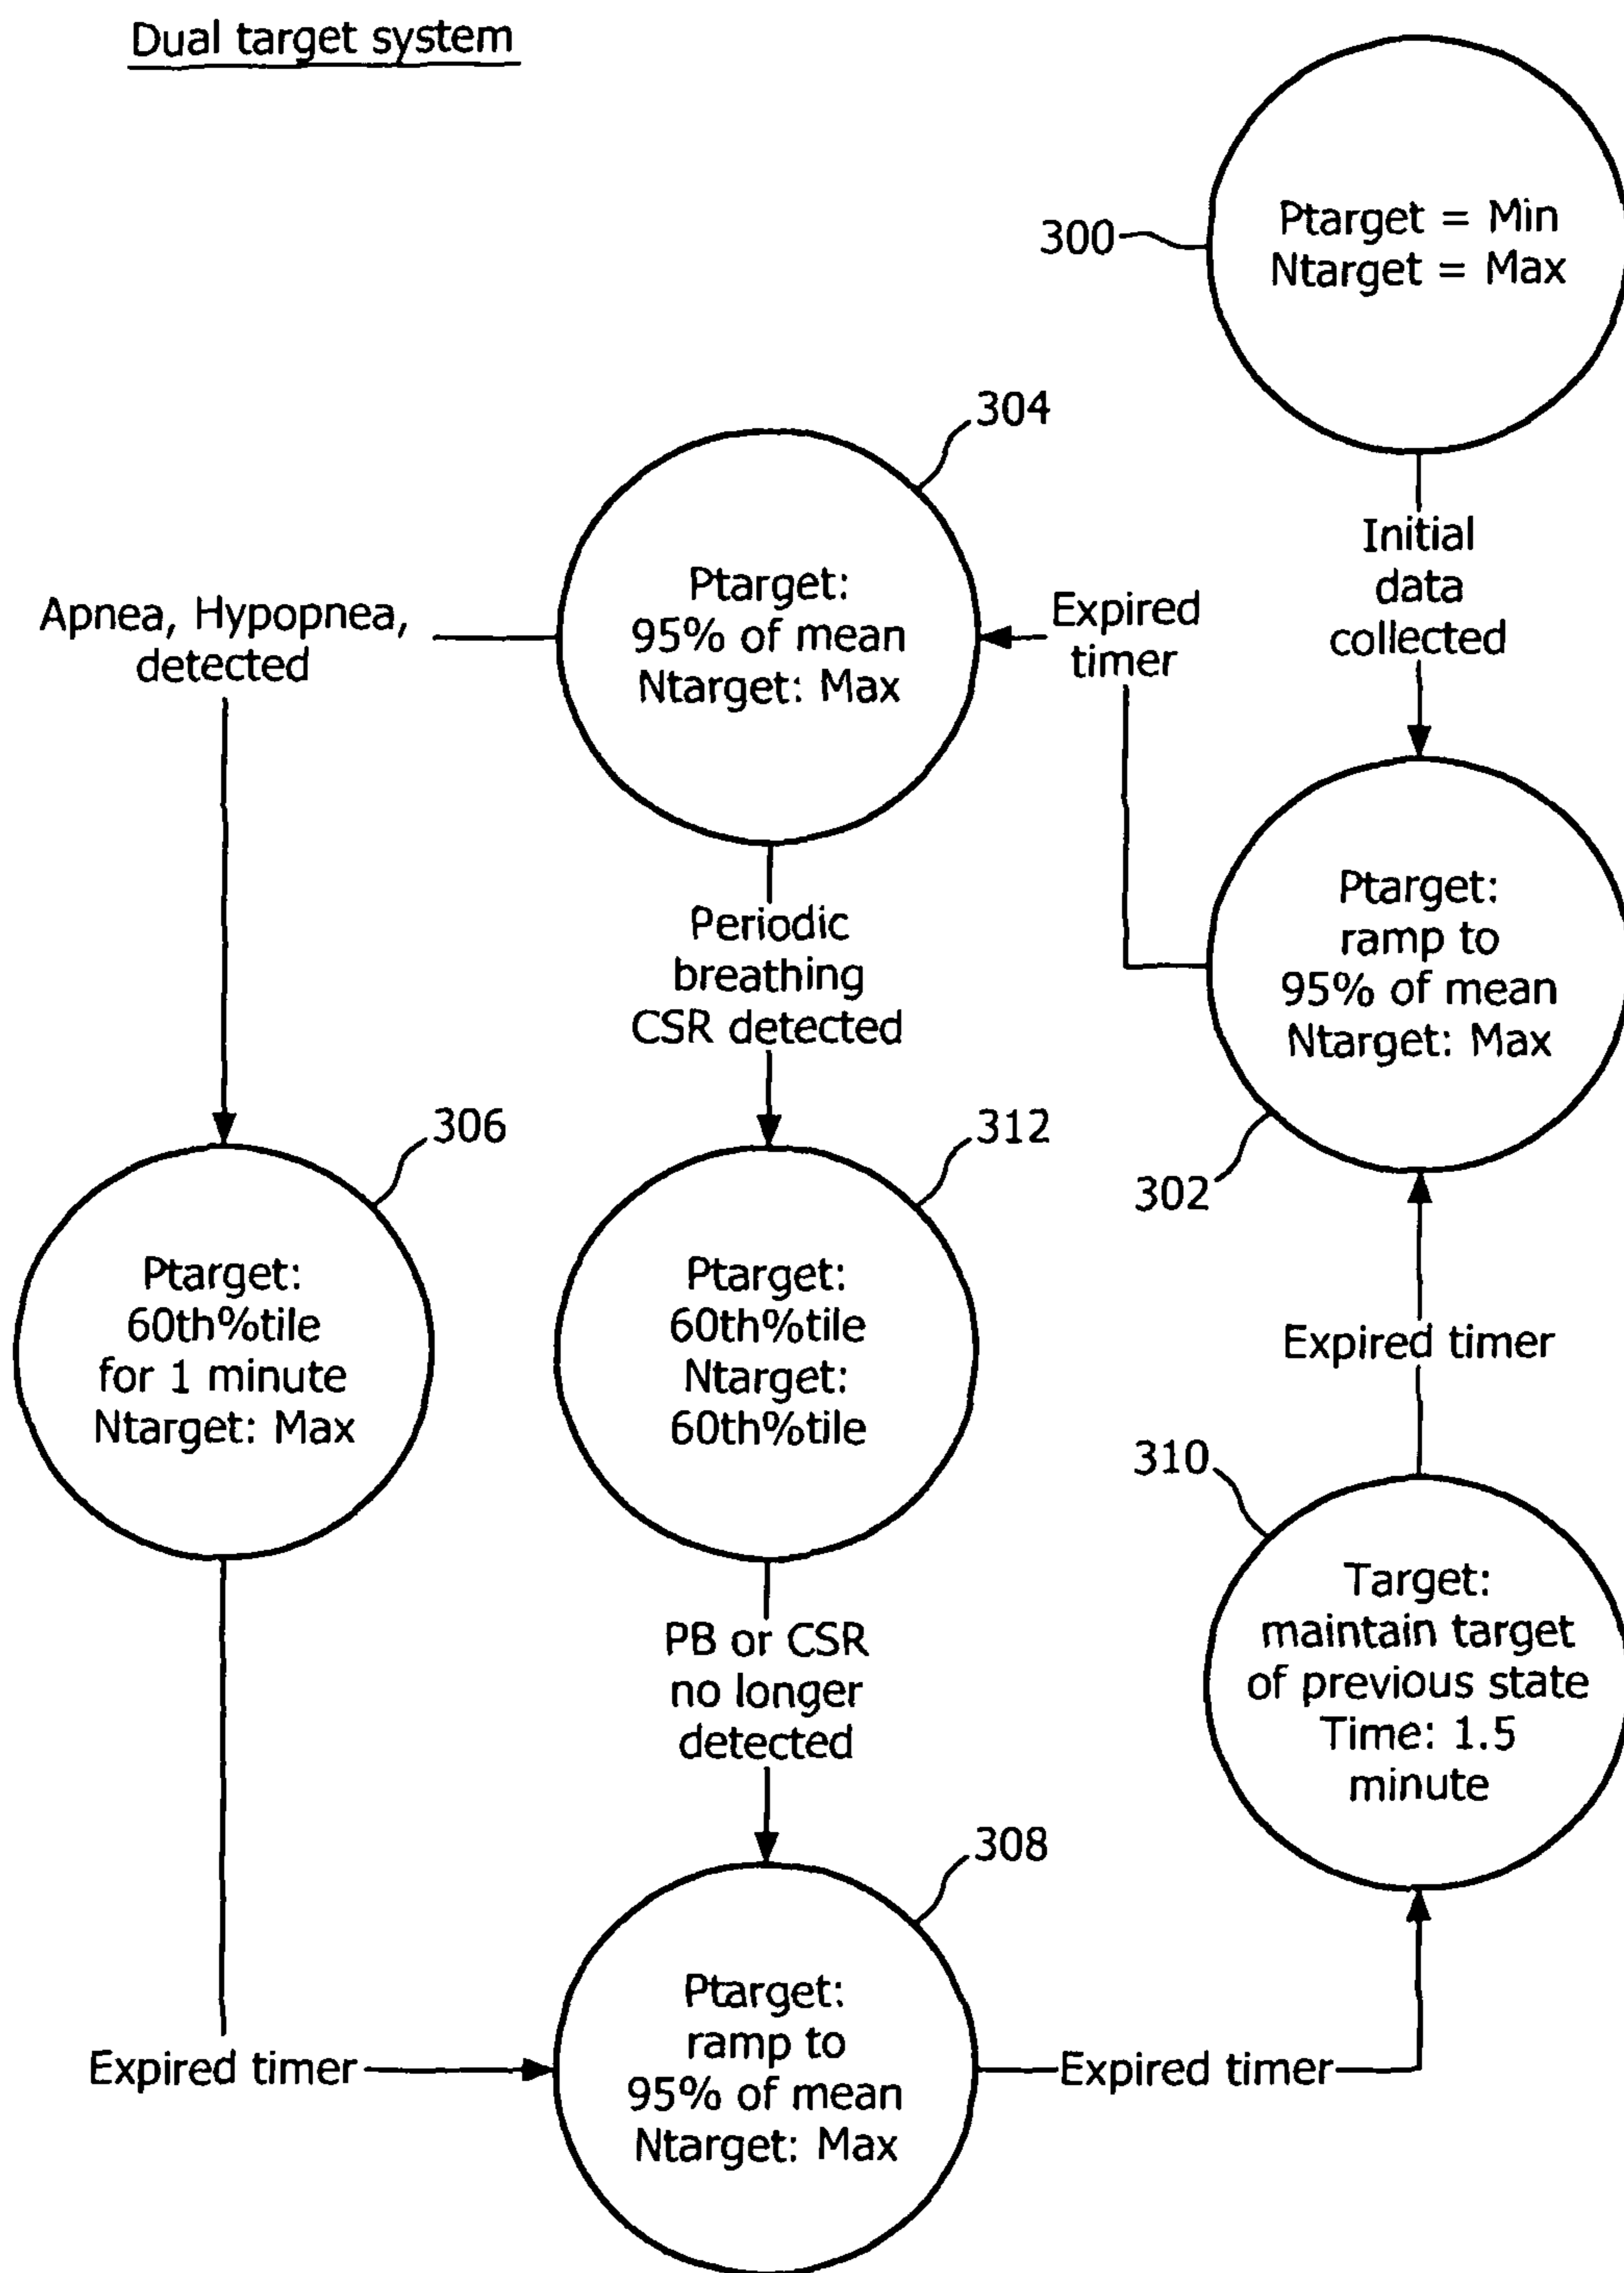 Dual target system
300
Ptarget = Min
Ntarget = Max
Initial
data
collected
304
Ptarget:
95% of mean
Ntarget: Max
Expired
timer
Apnea, Hypopnea,
detected
Periodic
breathing
CSR detected
Ptarget:
ramp to
95% of mean
Ntarget: Max
302
306
Ptarget:
60th%tile
for 1 minute
Ntarget: Max
312
Ptarget:
60th%tile
Ntarget:
60th%tile
Expired timer
310
Target:
maintain target
of previous state
Time: 1.5
minute
PB or CSR
no longer
detected
308
Ptarget:
ramp to
95% of mean
Ntarget: Max
Expired timer
Expired timer